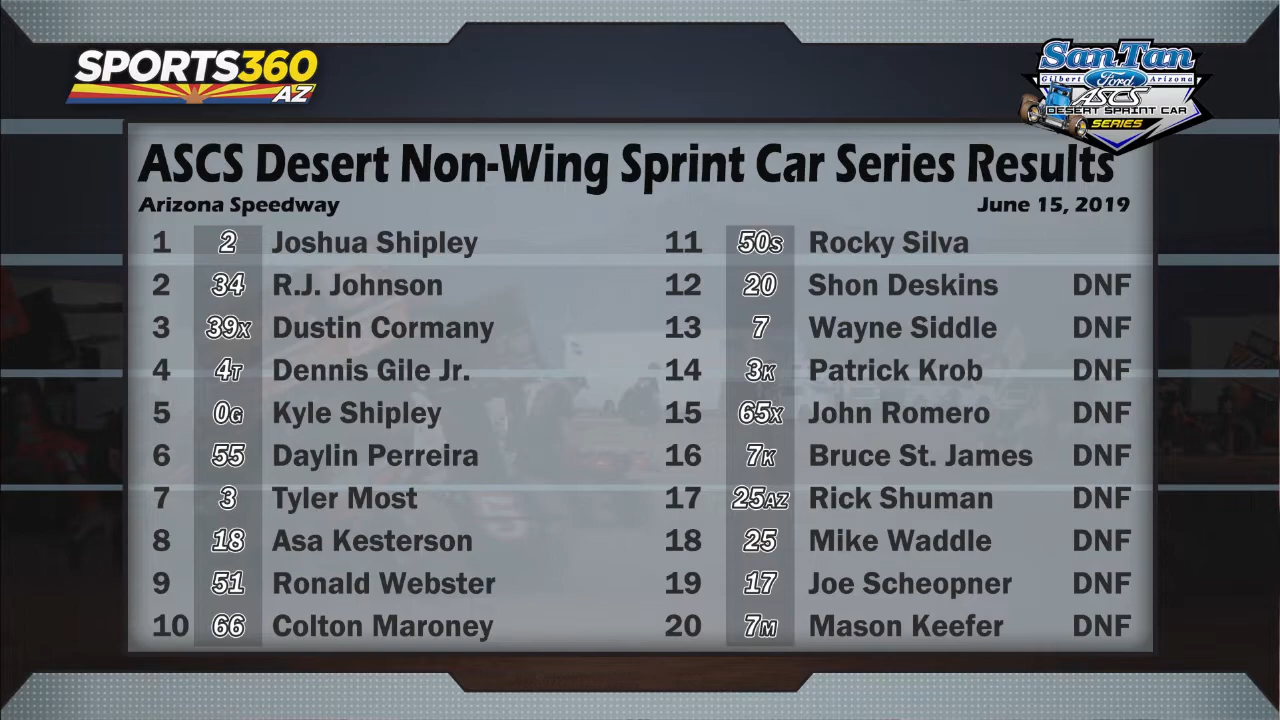 SPORTS360
AZ
San Tan
Gilbert Ford Arizona
ASCS
DESERT SPRINT CAR
SERIES
ASCS Desert Non-Wing Sprint Car Series Results
Arizona Speedway June 15, 2019
1 2 Joshua Shipley
2 34 R.J. Johnson
3 39X Dustin Cormany
4 4T Dennis Gile Jr.
5 0G Kyle Shipley
6 55 Daylin Perreira
7 3 Tyler Most
8 18 Asa Kesterson
9 51 Ronald Webster
10 66 Colton Maroney
11 50S Rocky Silva
12 20 Shon Deskins DNF
13 7 Wayne Siddle DNF
14 3K Patrick Krob DNF
15 65X John Romero DNF
16 7K Bruce St. James DNF
17 25AZ Rick Shuman DNF
18 25 Mike Waddle DNF
19 17 Joe Scheopner DNF
20 7M Mason Keefer DNF